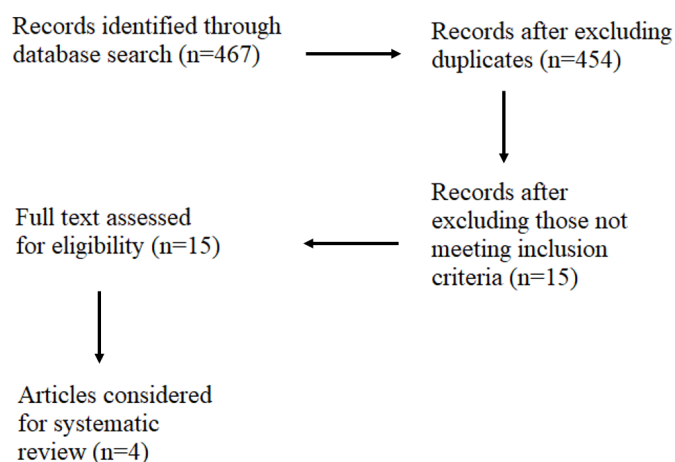 Records identified through
database search (n=467)
Records after excluding
duplicates (n=454)
Records after
excluding those not
meeting inclusion
criteria (n=15)
Full text assessed
for eligibility (n=15)
Articles considered
for systematic
review (n=4)